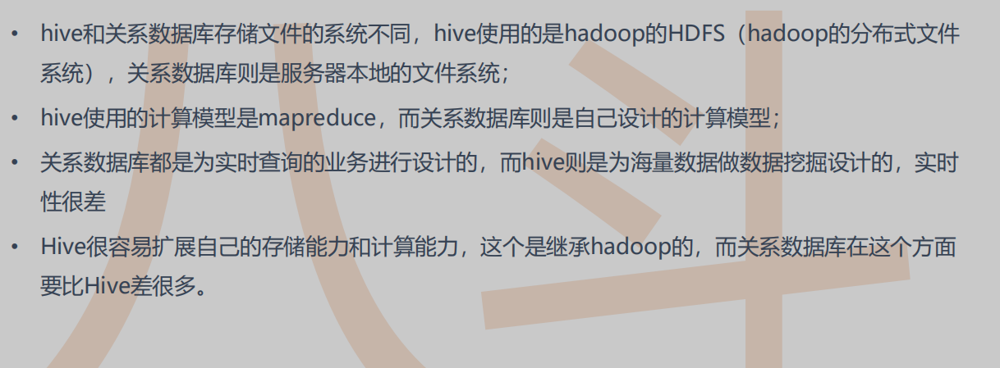 • hive和关系数据库存储文件的系统不同，hive使用的是hadoop的HDFS（hadoop的分布式文件
系统），关系数据库则是服务器本地的文件系统；
• hive使用的计算模型是mapreduce，而关系数据库则是自己设计的计算模型；
• 关系数据库都是为实时查询的业务进行设计的，而hive则是为海量数据做数据挖掘设计的，实时
性很差
• Hive很容易扩展自己的存储能力和计算能力，这个是继承hadoop的，而关系数据库在这个方面
要比Hive差很多。
八斗